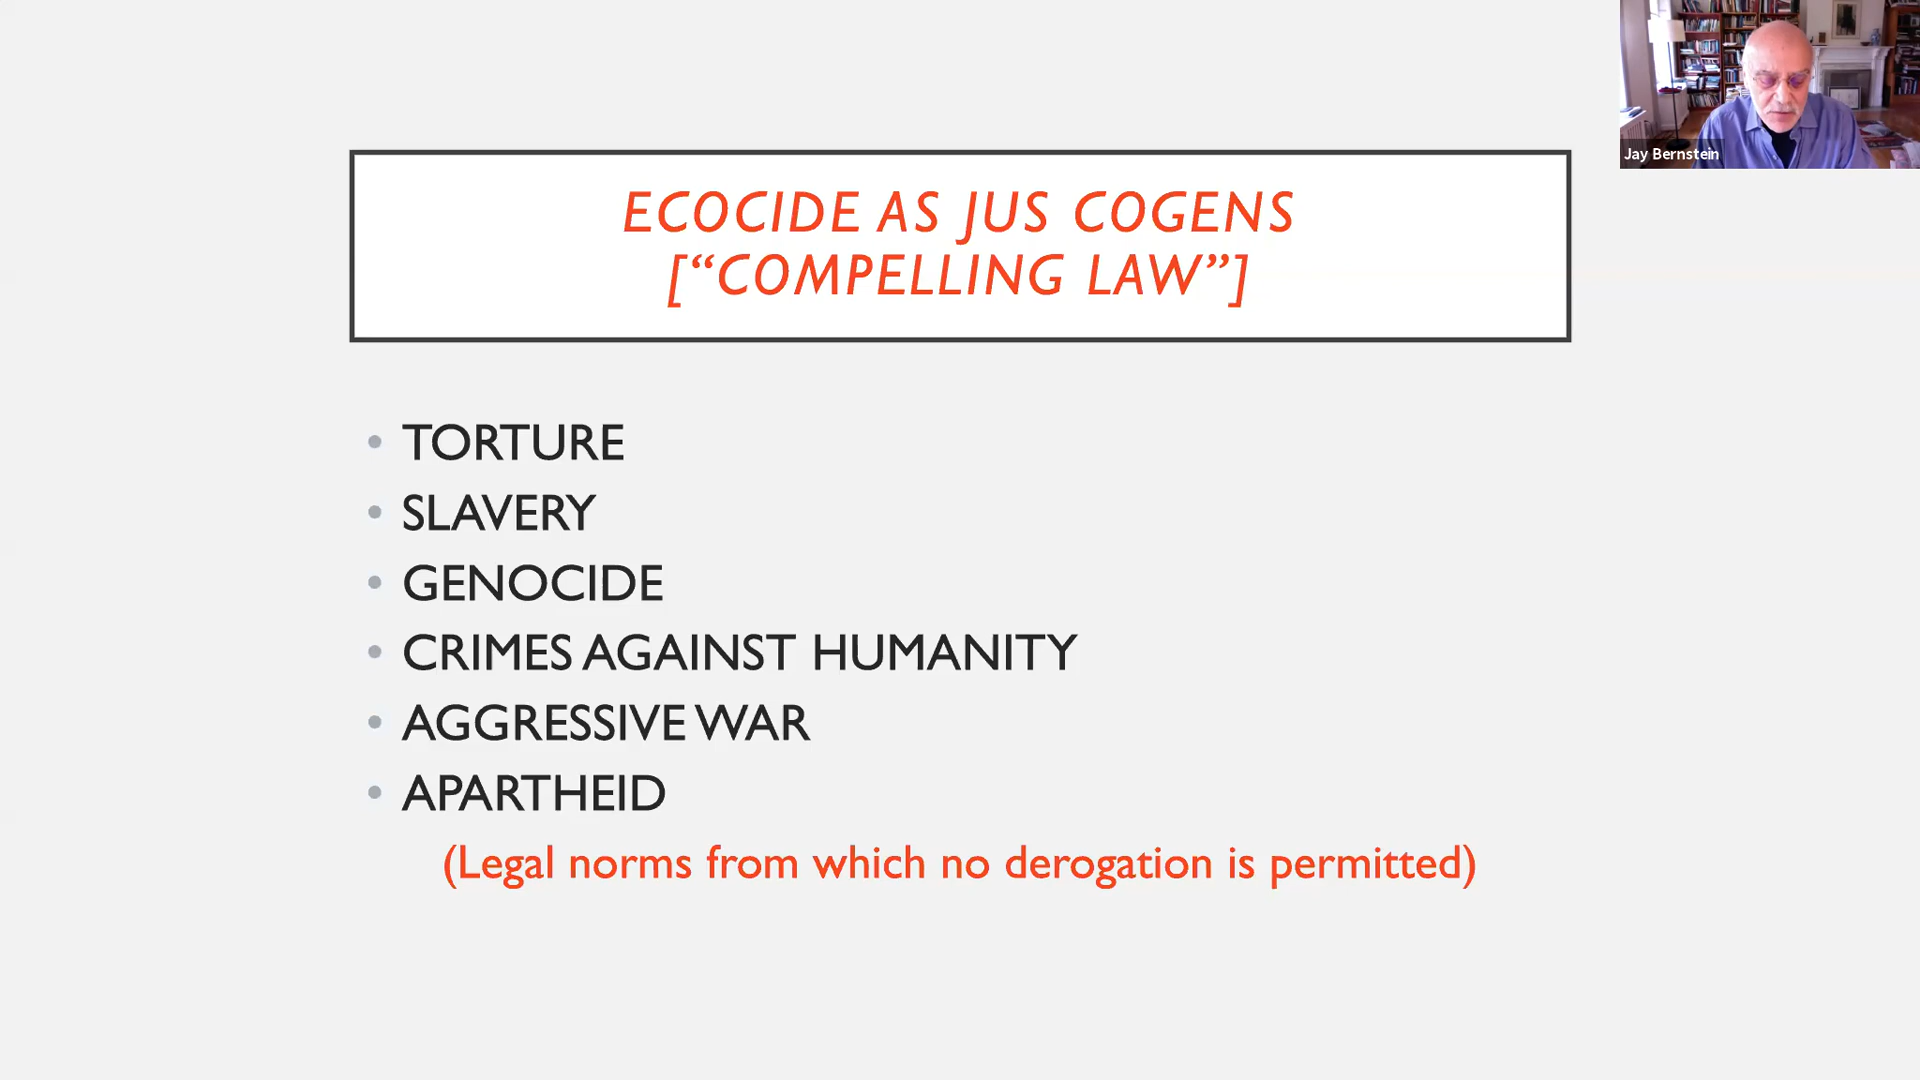 ECOCIDE AS JUS COGENS
[“COMPELLING LAW”]
• TORTURE
• SLAVERY
• GENOCIDE
• CRIMES AGAINST HUMANITY
• AGGRESSIVE WAR
• APARTHEID
(Legal norms from which no derogation is permitted)
Jay Bernstein